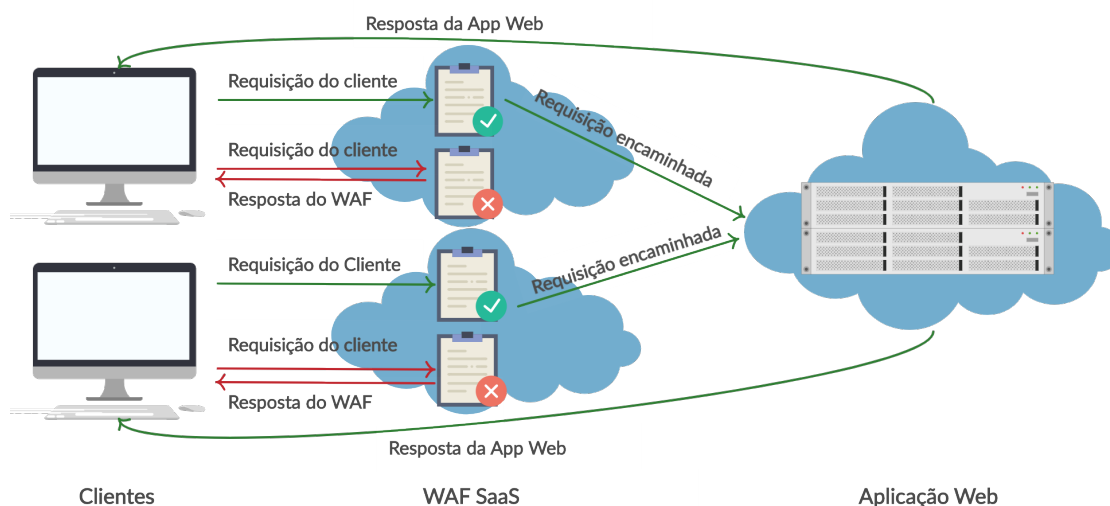 Resposta da App Web
Requisição do cliente
Requisição encaminhada
Requisição do cliente
Resposta do WAF
Requisição do Cliente
Requisição encaminhada
Requisição do cliente
Resposta do WAF
Resposta da App Web
Clientes
WAF SaaS
Aplicação Web